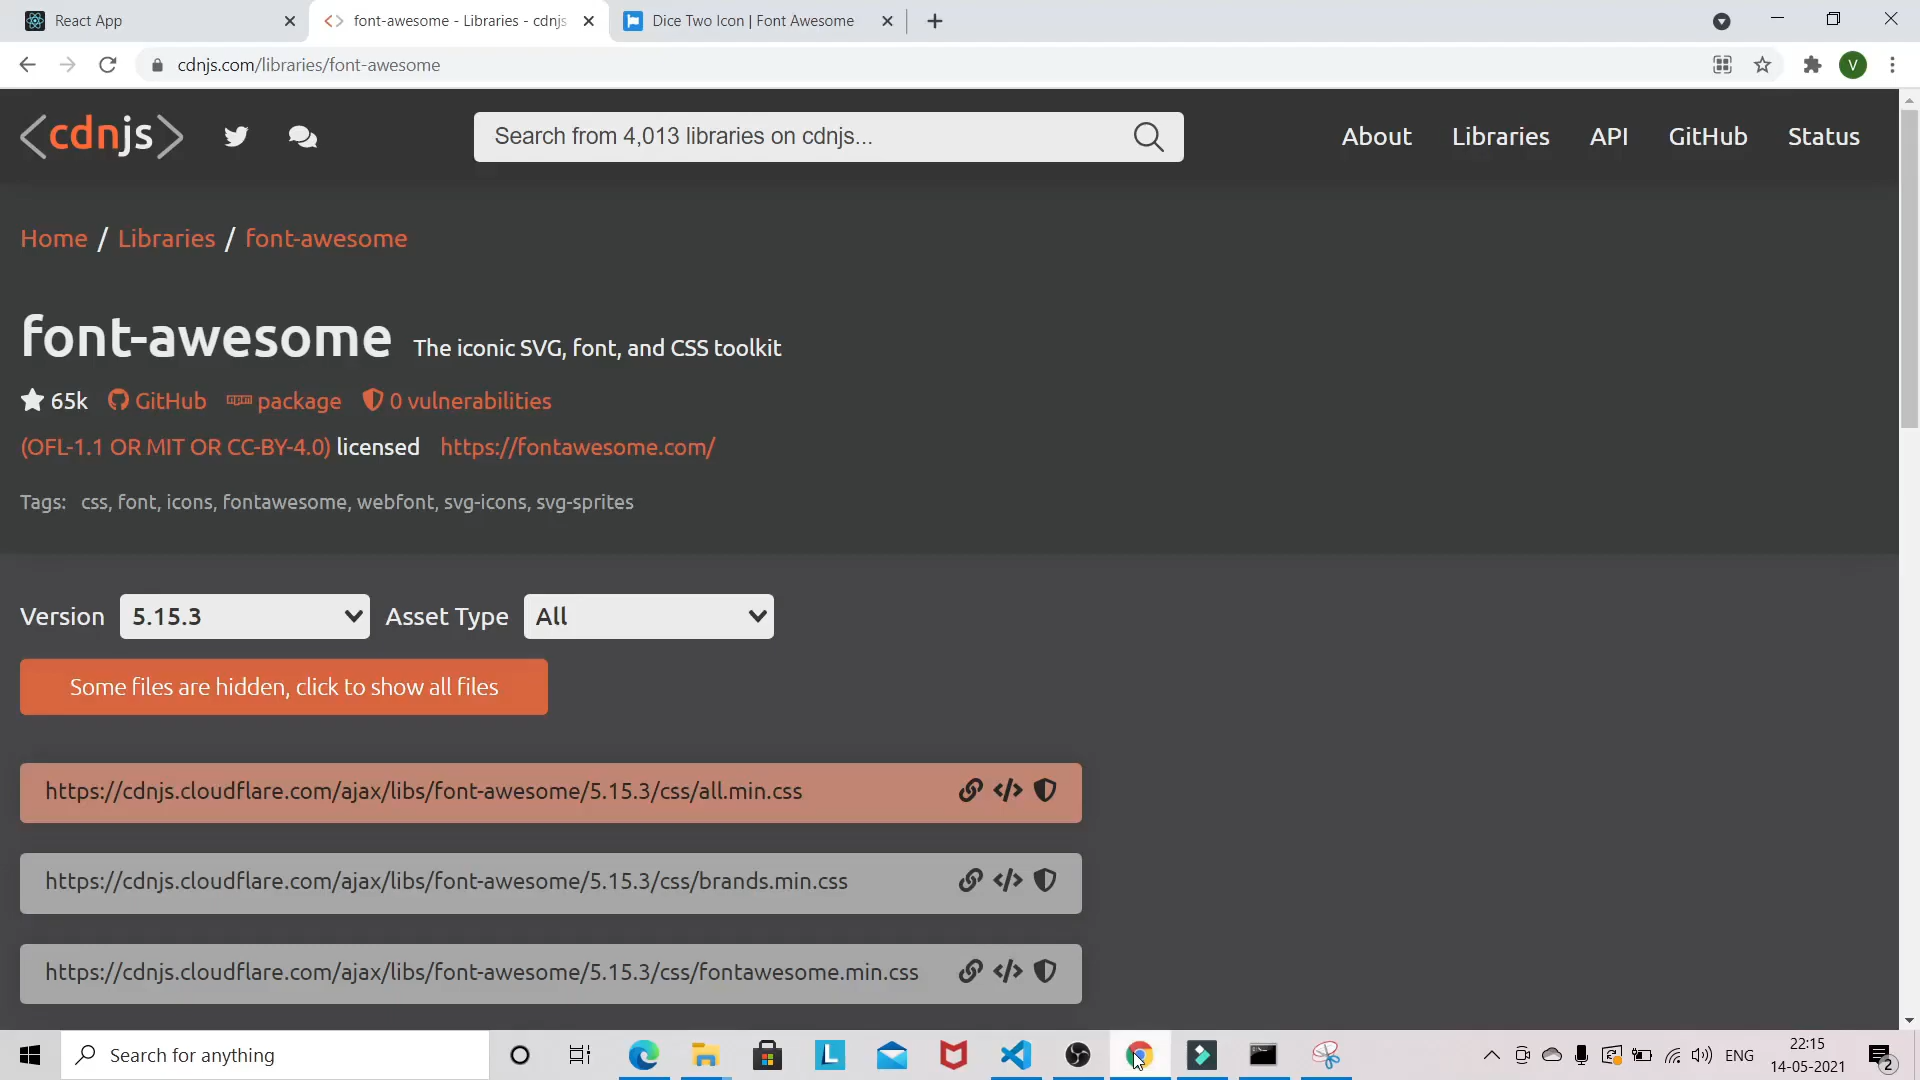 React App
font-awesome - Libraries - cdnjs
Dice Two Icon | Font Awesome
cdnjs.com/libraries/font-awesome
V
<cdnjs>
Search from 4,013 libraries on cdnjs...
About
Libraries
API
GitHub
Status
Home / Libraries / font-awesome
font-awesome The iconic SVG, font, and CSS toolkit
65k GitHub npm package 0 vulnerabilities
(OFL-1.1 OR MIT OR CC-BY-4.0) licensed https://fontawesome.com/
Tags: css, font, icons, fontawesome, webfont, svg-icons, svg-sprites
Version 5.15.3 Asset Type All
Some files are hidden, click to show all files
https://cdnjs.cloudflare.com/ajax/libs/font-awesome/5.15.3/css/all.min.css </>
https://cdnjs.cloudflare.com/ajax/libs/font-awesome/5.15.3/css/brands.min.css </>
https://cdnjs.cloudflare.com/ajax/libs/font-awesome/5.15.3/css/fontawesome.min.css </>
Search for anything
L
ENG
22:15
14-05-2021
2